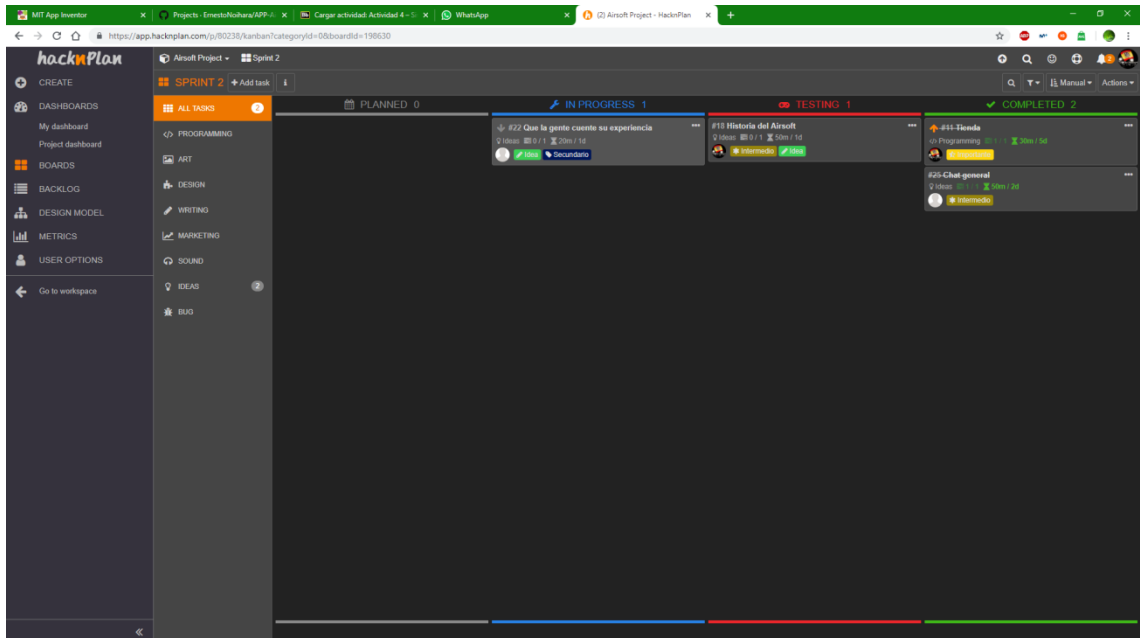 MIT App Inventor
Projects - ErnestoNoihara/APP-A
Cargar actividad: Actividad 4 – S
WhatsApp
(2) Airsoft Project - HacknPlan
https://app.hacknplan.com/p/80238/kanban?categoryId=0&boardId=198630
hacknPlan
Airsoft Project
Sprint 2
CREATE
DASHBOARDS
My dashboard
Project dashboard
BOARDS
BACKLOG
DESIGN MODEL
METRICS
USER OPTIONS
Go to workspace
SPRINT 2
+ Add task
Manual
Actions
ALL TASKS 2
PROGRAMMING
ART
DESIGN
WRITING
MARKETING
SOUND
IDEAS 2
BUG
PLANNED 0
IN PROGRESS 1
#22 Que la gente cuente su experiencia
Ideas 0 / 1 20m / 1d
Idea Secundario
TESTING 1
#18 Historia del Airsoft
Ideas 0 / 1 50m / 1d
Intermedio Idea
COMPLETED 2
#11 Tienda
Programming 1 / 1 30m / 5d
#25 Chat general
Ideas 1 / 1 50m / 2d
Intermedio